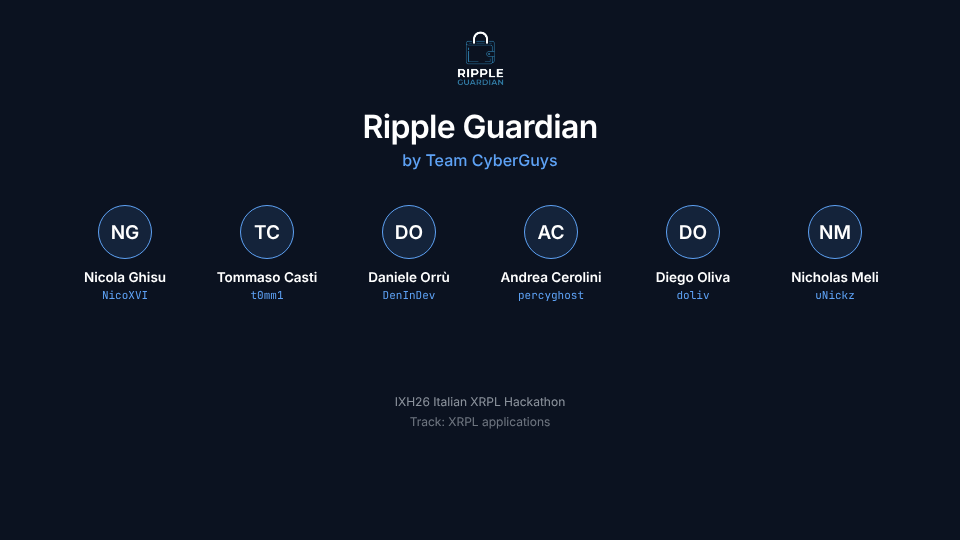 RIPPLE
GUARDIAN
Ripple Guardian
by Team CyberGuys
NG TC DO AC DO NM
Nicola Ghisu Tommaso Casti Daniele Orrù Andrea Cerolini Diego Oliva Nicholas Meli
NicoXVI t0mm1 DenInDev percyghost doliv uNickz
IXH26 Italian XRPL Hackathon
Track: XRPL applications